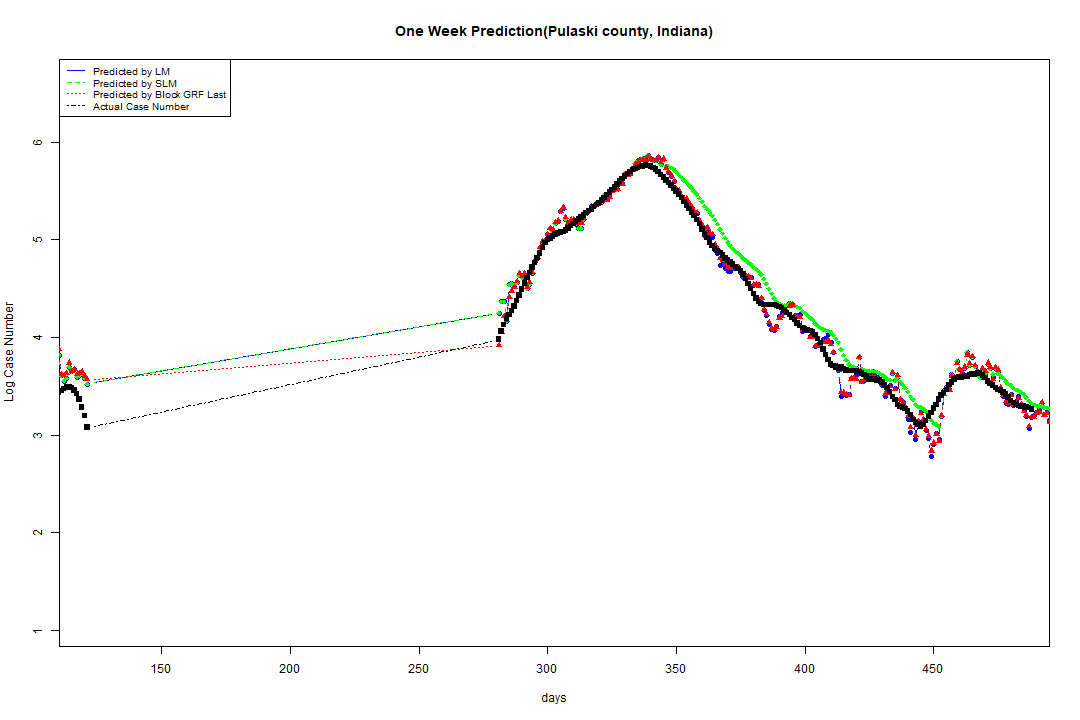 One Week Prediction(Pulaski county, Indiana)
Predicted by LM
Predicted by SLM
Predicted by Block GRF Last
Actual Case Number
6
5
4
3
2
1
Log Case Number
150 200 250 300 350 400 450
days